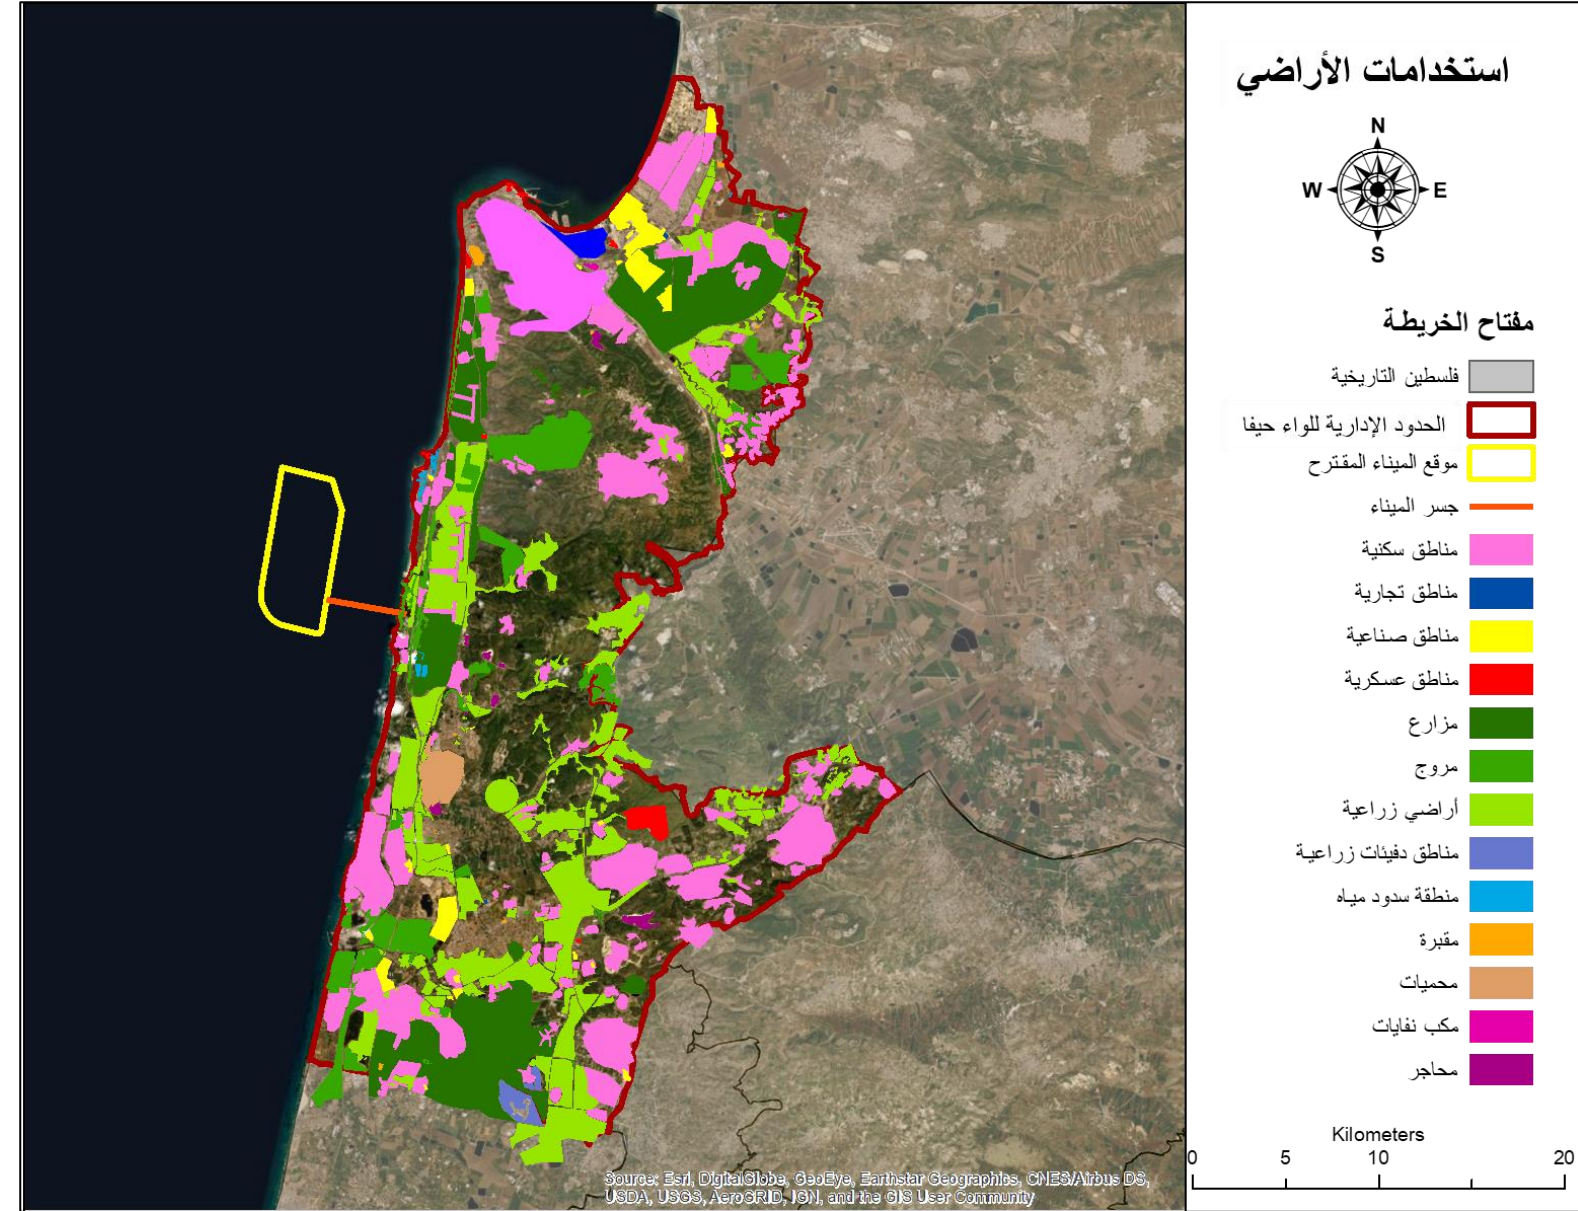 استخدامات الأراضي
N
W E
S
مفتاح الخريطة
فلسطين التاريخية
الحدود الإدارية للواء حيفا
موقع الميناء المقترح
جسر الميناء
مناطق سكنية
مناطق تجارية
مناطق صناعية
مناطق عسكرية
مزارع
مروج
أراضي زراعية
مناطق دفيئات زراعية
منطقة سدود مياه
مقبرة
محميات
مكب نفايات
محاجر
Kilometers
0 5 10 20
Source: Esri, DigitalGlobe, GeoEye, Earthstar Geographics, CNES/Airbus DS,
USDA, USGS, AeroGRID, IGN, and the GIS User Community